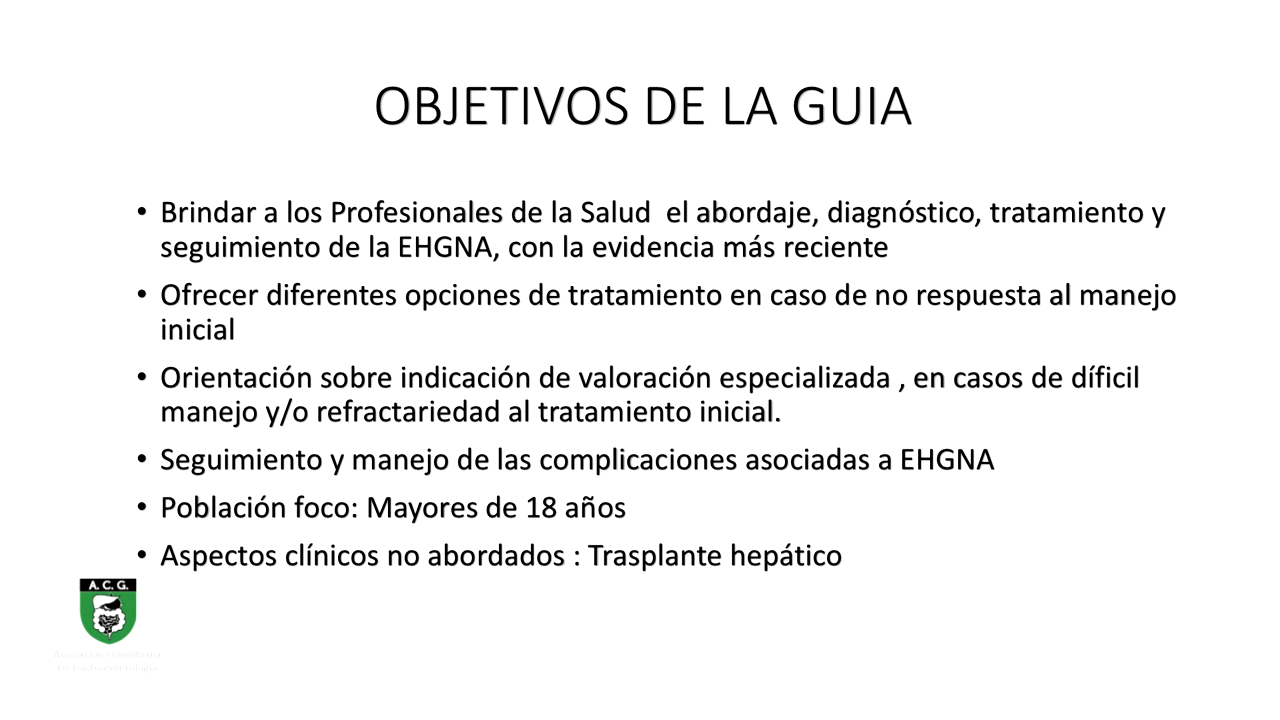 OBJETIVOS DE LA GUIA
• Brindar a los Profesionales de la Salud  el abordaje, diagnóstico, tratamiento y
seguimiento de la EHGNA, con la evidencia más reciente
• Ofrecer diferentes opciones de tratamiento en caso de no respuesta al manejo
inicial
• Orientación sobre indicación de valoración especializada , en casos de díficil
manejo y/o refractariedad al tratamiento inicial.
• Seguimiento y manejo de las complicaciones asociadas a EHGNA
• Población foco: Mayores de 18 años
• Aspectos clínicos no abordados : Trasplante hepático
A. C. G.